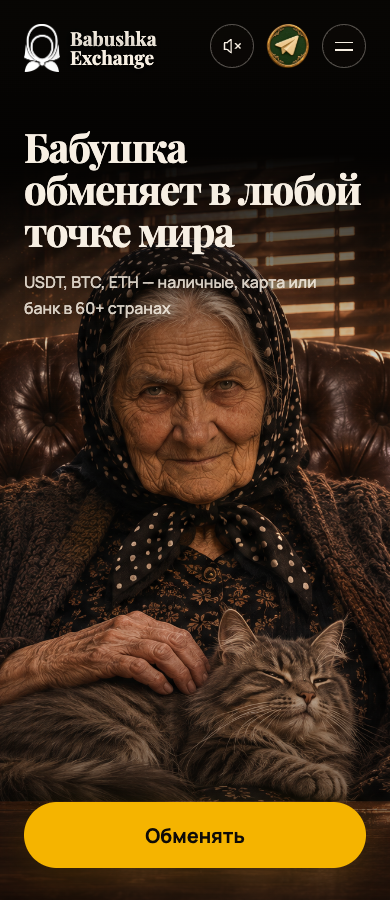 Babushka
Exchange
Бабушка
обменяет в любой
точке мира
USDT, BTC, ETH — наличные, карта или
банк в 60+ странах
Обменять